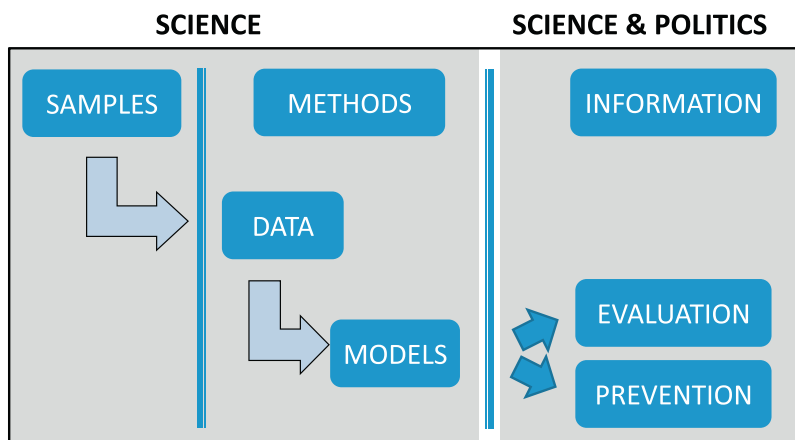 SCIENCE
SCIENCE & POLITICS
SAMPLES
METHODS
INFORMATION
DATA
MODELS
EVALUATION
PREVENTION